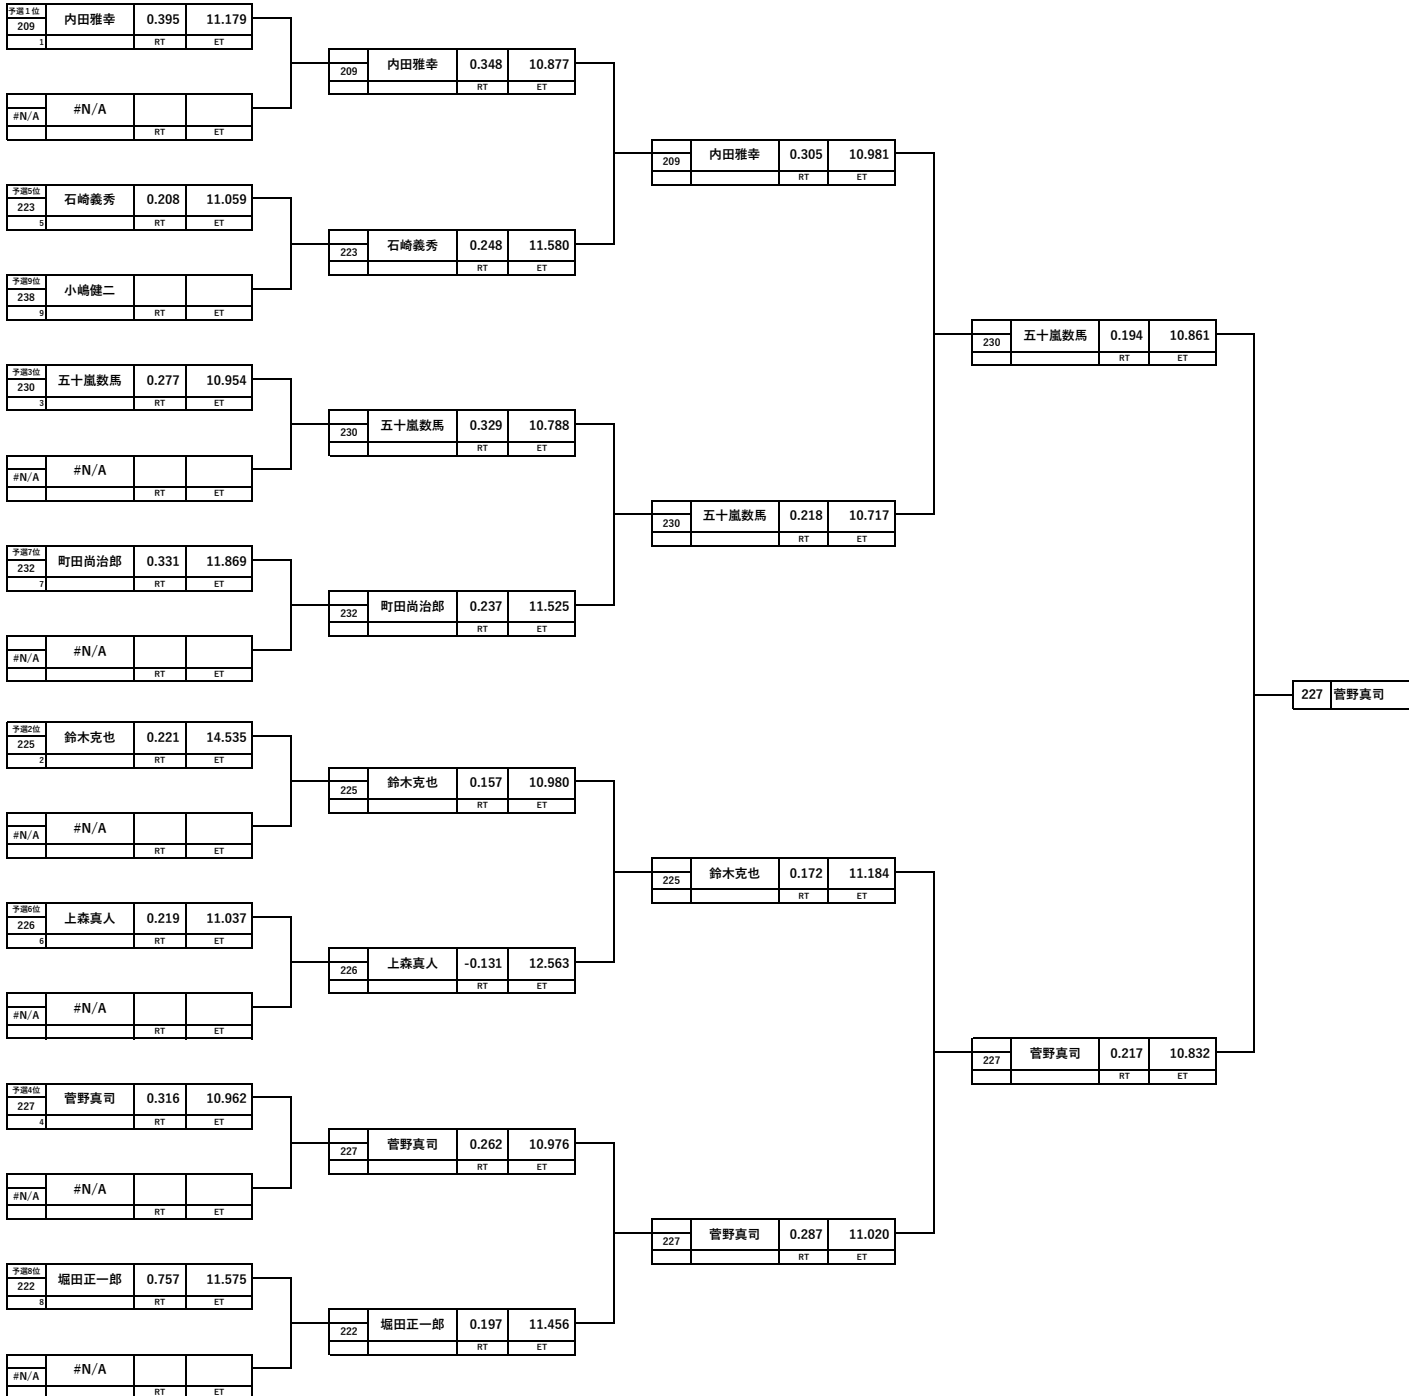 予選１位
209 内田雅幸 0.395 11.179
1 RT ET
#N/A #N/A
RT ET
予選5位
223 石崎義秀 0.208 11.059
5 RT ET
予選9位
238 小嶋健二
9 RT ET
予選3位
230 五十嵐数馬 0.277 10.954
3 RT ET
#N/A #N/A
RT ET
予選7位
232 町田尚治郎 0.331 11.869
7 RT ET
#N/A #N/A
RT ET
予選2位
225 鈴木克也 0.221 14.535
2 RT ET
#N/A #N/A
RT ET
予選6位
226 上森真人 0.219 11.037
6 RT ET
#N/A #N/A
RT ET
予選4位
227 菅野真司 0.316 10.962
4 RT ET
#N/A #N/A
RT ET
予選8位
222 堀田正一郎 0.757 11.575
8 RT ET
#N/A #N/A
RT ET
209 内田雅幸 0.348 10.877
RT ET
223 石崎義秀 0.248 11.580
RT ET
230 五十嵐数馬 0.329 10.788
RT ET
232 町田尚治郎 0.237 11.525
RT ET
225 鈴木克也 0.157 10.980
RT ET
226 上森真人 -0.131 12.563
RT ET
227 菅野真司 0.262 10.976
RT ET
222 堀田正一郎 0.197 11.456
RT ET
209 内田雅幸 0.305 10.981
RT ET
230 五十嵐数馬 0.218 10.717
RT ET
225 鈴木克也 0.172 11.184
RT ET
227 菅野真司 0.287 11.020
RT ET
230 五十嵐数馬 0.194 10.861
RT ET
227 菅野真司 0.217 10.832
RT ET
227 菅野真司